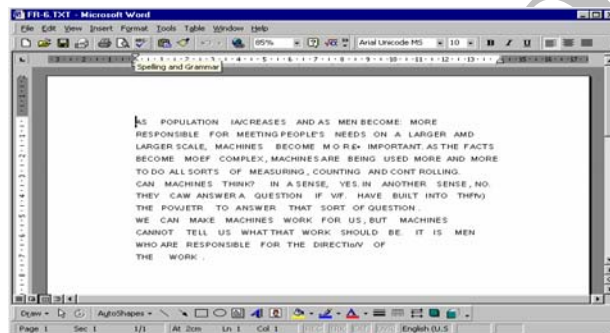 FR-6.TXT - Microsoft Word
File Edit View Insert Format Tools Table Window Help
85% Arial Unicode MS 10 B I U
Spelling and Grammar
AS POPULATION IA/CREASES AND AS MEN BECOME: MORE
RESPONSIBLE FOR MEETING PEOPLE'S NEEDS ON A LARGER AMD
LARGER SCALE, MACHINES BECOME M O R £• IMPORTANT. AS THE FACTS
BECOME MOEF COMPLEX, MACHINES ARE BEING USED MORE AND MORE
TO DO ALL SORTS OF MEASURING, COUNTING AND CONT ROLLING.
CAN MACHINES THINK? IN A SENSE, YES. IN ANOTHER SENSE, NO.
THEY CAW ANSWER A QUESTION IF V/F. HAVE BUILT INTO THFftv)
THE POVJETR TO ANSWER THAT SORT OF QUESTION.
WE CAN MAKE MACHINES WORK FOR US, BUT MACHINES
CANNOT TELL US WHAT THAT WORK SHOULD BE. IT IS MEN
WHO ARE RESPONSIBLE FOR THE DIRECTIo/V OF
THE WORK .
Draw AutoShapes
Page 1 Sec 1 1/1 At 2cm Ln 1 Col 1 REC TRK EXT OVR English (U.S